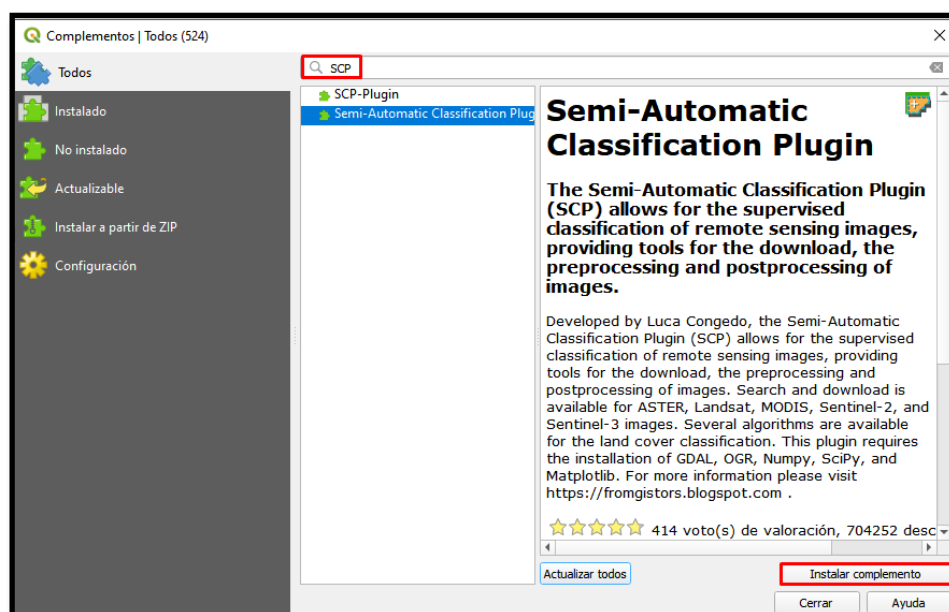 Complementos | Todos (524)
Todos
Instalado
No instalado
Actualizable
Instalar a partir de ZIP
Configuración
SCP
SCP-Plugin
Semi-Automatic Classification Plug
Semi-Automatic
Classification Plugin
The Semi-Automatic Classification Plugin
(SCP) allows for the supervised
classification of remote sensing images,
providing tools for the download, the
preprocessing and postprocessing of
images.
Developed by Luca Congedo, the Semi-Automatic
Classification Plugin (SCP) allows for the supervised
classification of remote sensing images, providing
tools for the download, the preprocessing and
postprocessing of images. Search and download is
available for ASTER, Landsat, MODIS, Sentinel-2, and
Sentinel-3 images. Several algorithms are available
for the land cover classification. This plugin requires
the installation of GDAL, OGR, Numpy, SciPy, and
Matplotlib. For more information please visit
https://fromgistors.blogspot.com .
414 voto(s) de valoración, 704252 desc
Actualizar todos
Instalar complemento
Cerrar
Ayuda